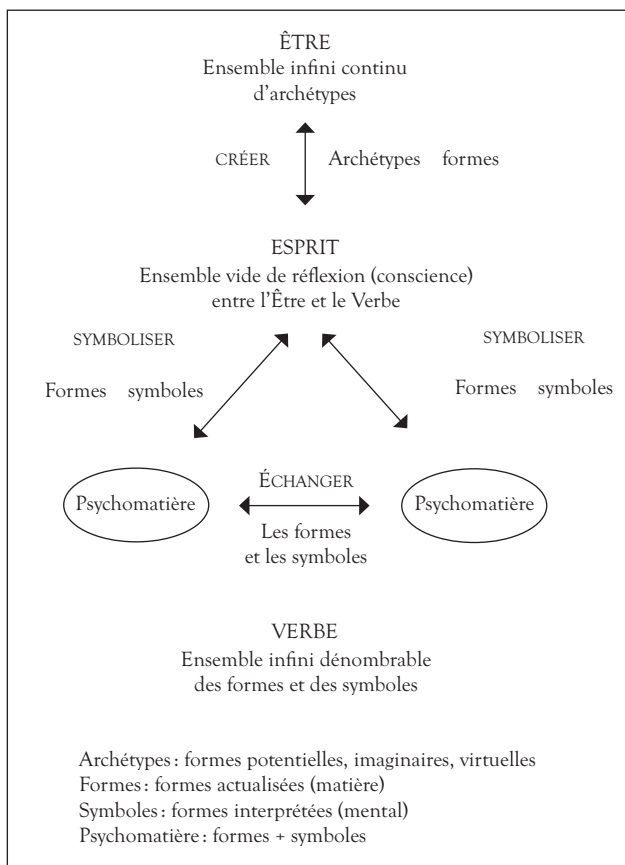 ÊTRE
Ensemble infini continu
d'archétypes
CRÉER Archétypes formes
ESPRIT
Ensemble vide de réflexion (conscience)
entre l'Être et le Verbe
SYMBOLISER SYMBOLISER
Formes symboles Formes symboles
Psychomatière ÉCHANGER Psychomatière
Les formes
et les symboles
VERBE
Ensemble infini dénombrable
des formes et des symboles
Archétypes : formes potentielles, imaginaires, virtuelles
Formes : formes actualisées (matière)
Symboles : formes interprétées (mental)
Psychomatière : formes + symboles